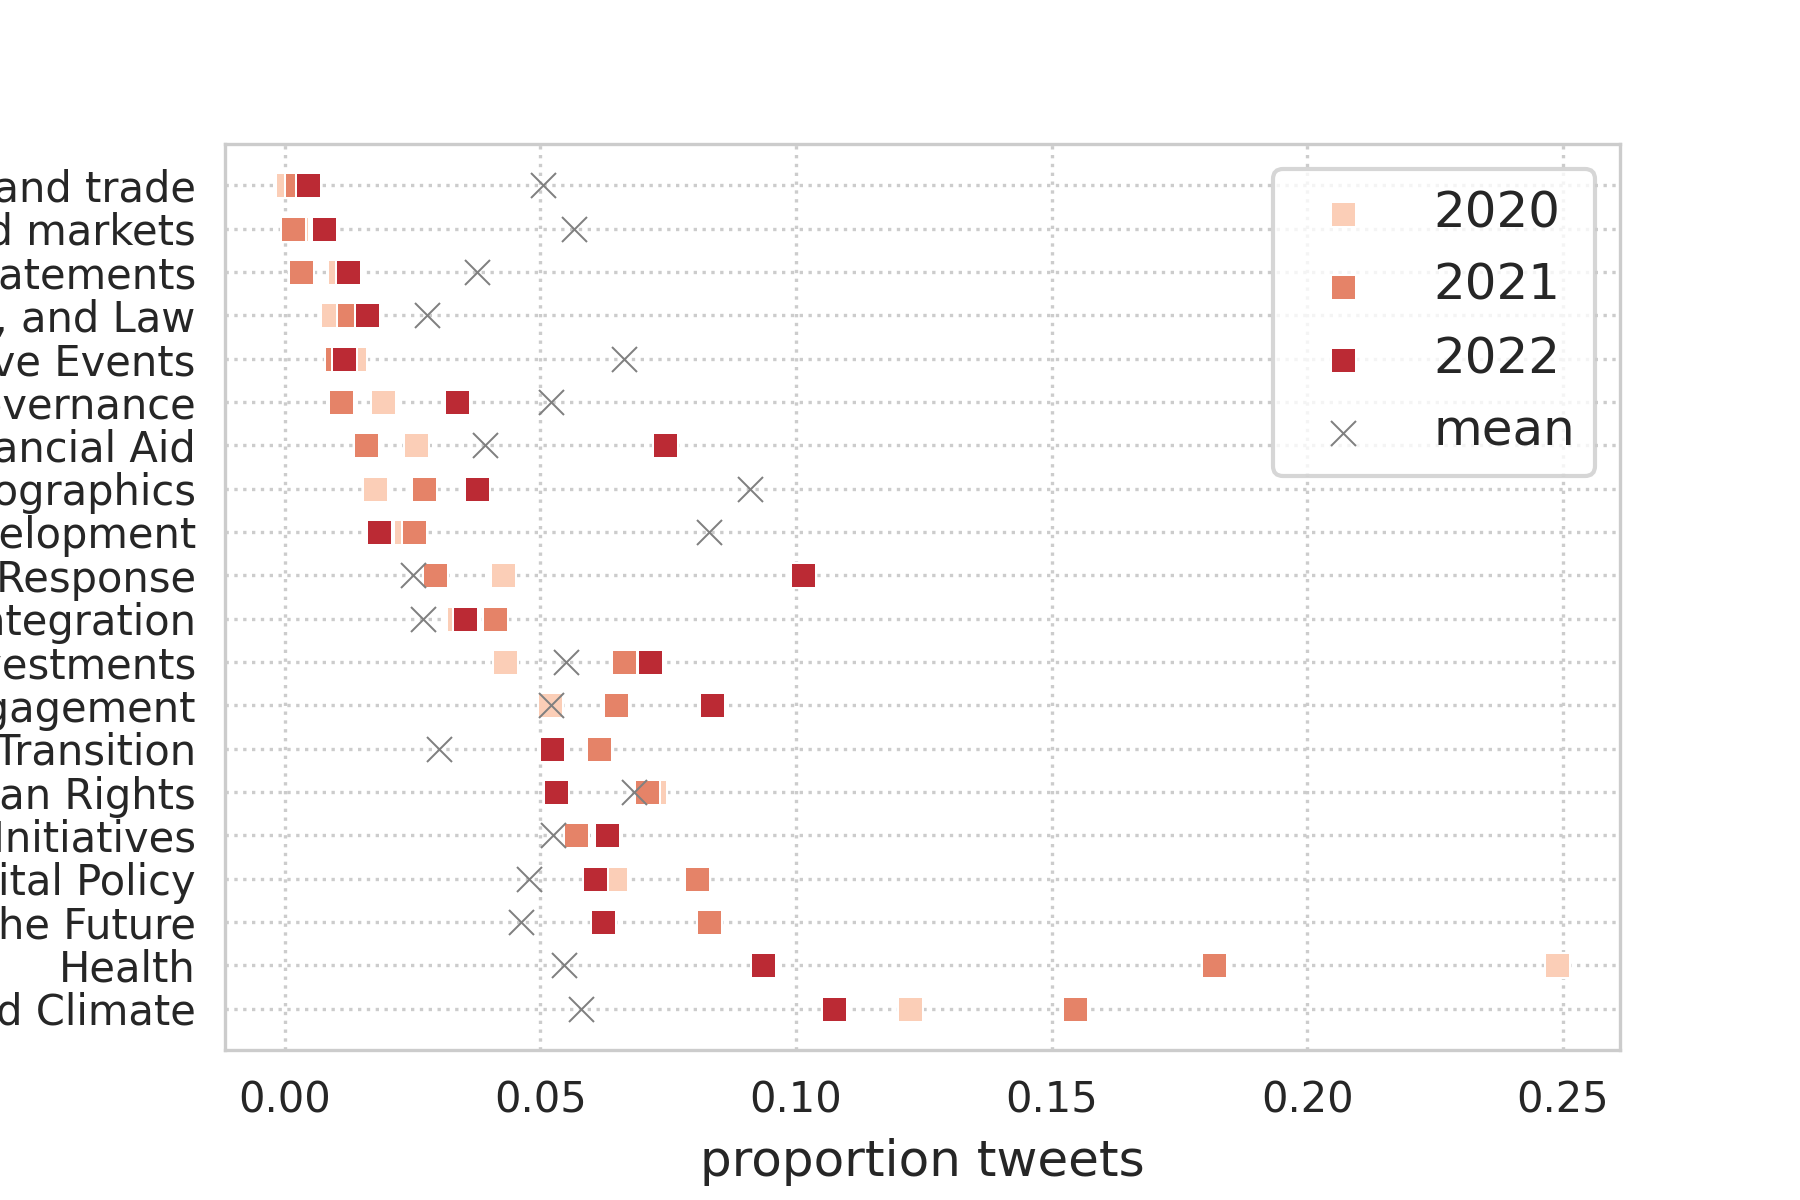 and trade
d markets
atements
, and Law
ve Events
vernance
ancial Aid
ographics
elopment
Response
ntegration
vestments
gagement
Transition
an Rights
Initiatives
ital Policy
he Future
Health
d Climate
2020
2021
2022
mean
0.00 0.05 0.10 0.15 0.20 0.25
proportion tweets